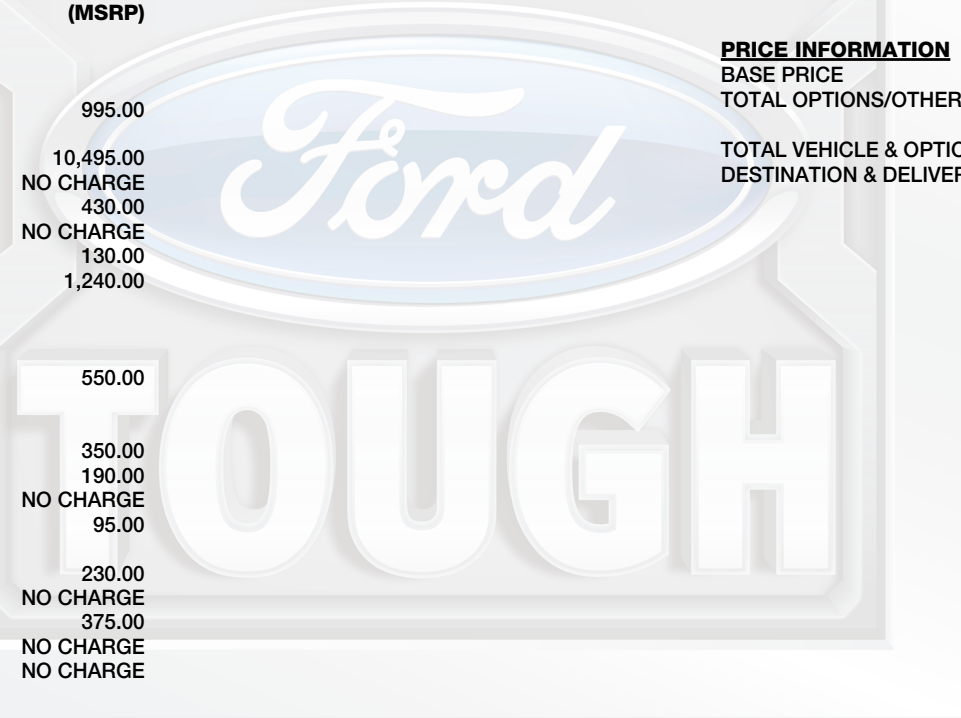 (MSRP)
995.00
10,495.00
NO CHARGE
430.00
NO CHARGE
130.00
1,240.00
550.00
350.00
190.00
NO CHARGE
95.00
230.00
NO CHARGE
375.00
NO CHARGE
NO CHARGE
PRICE INFORMATION
BASE PRICE
TOTAL OPTIONS/OTHER
TOTAL VEHICLE & OPTIO
DESTINATION & DELIVER
Ford
TOUGH